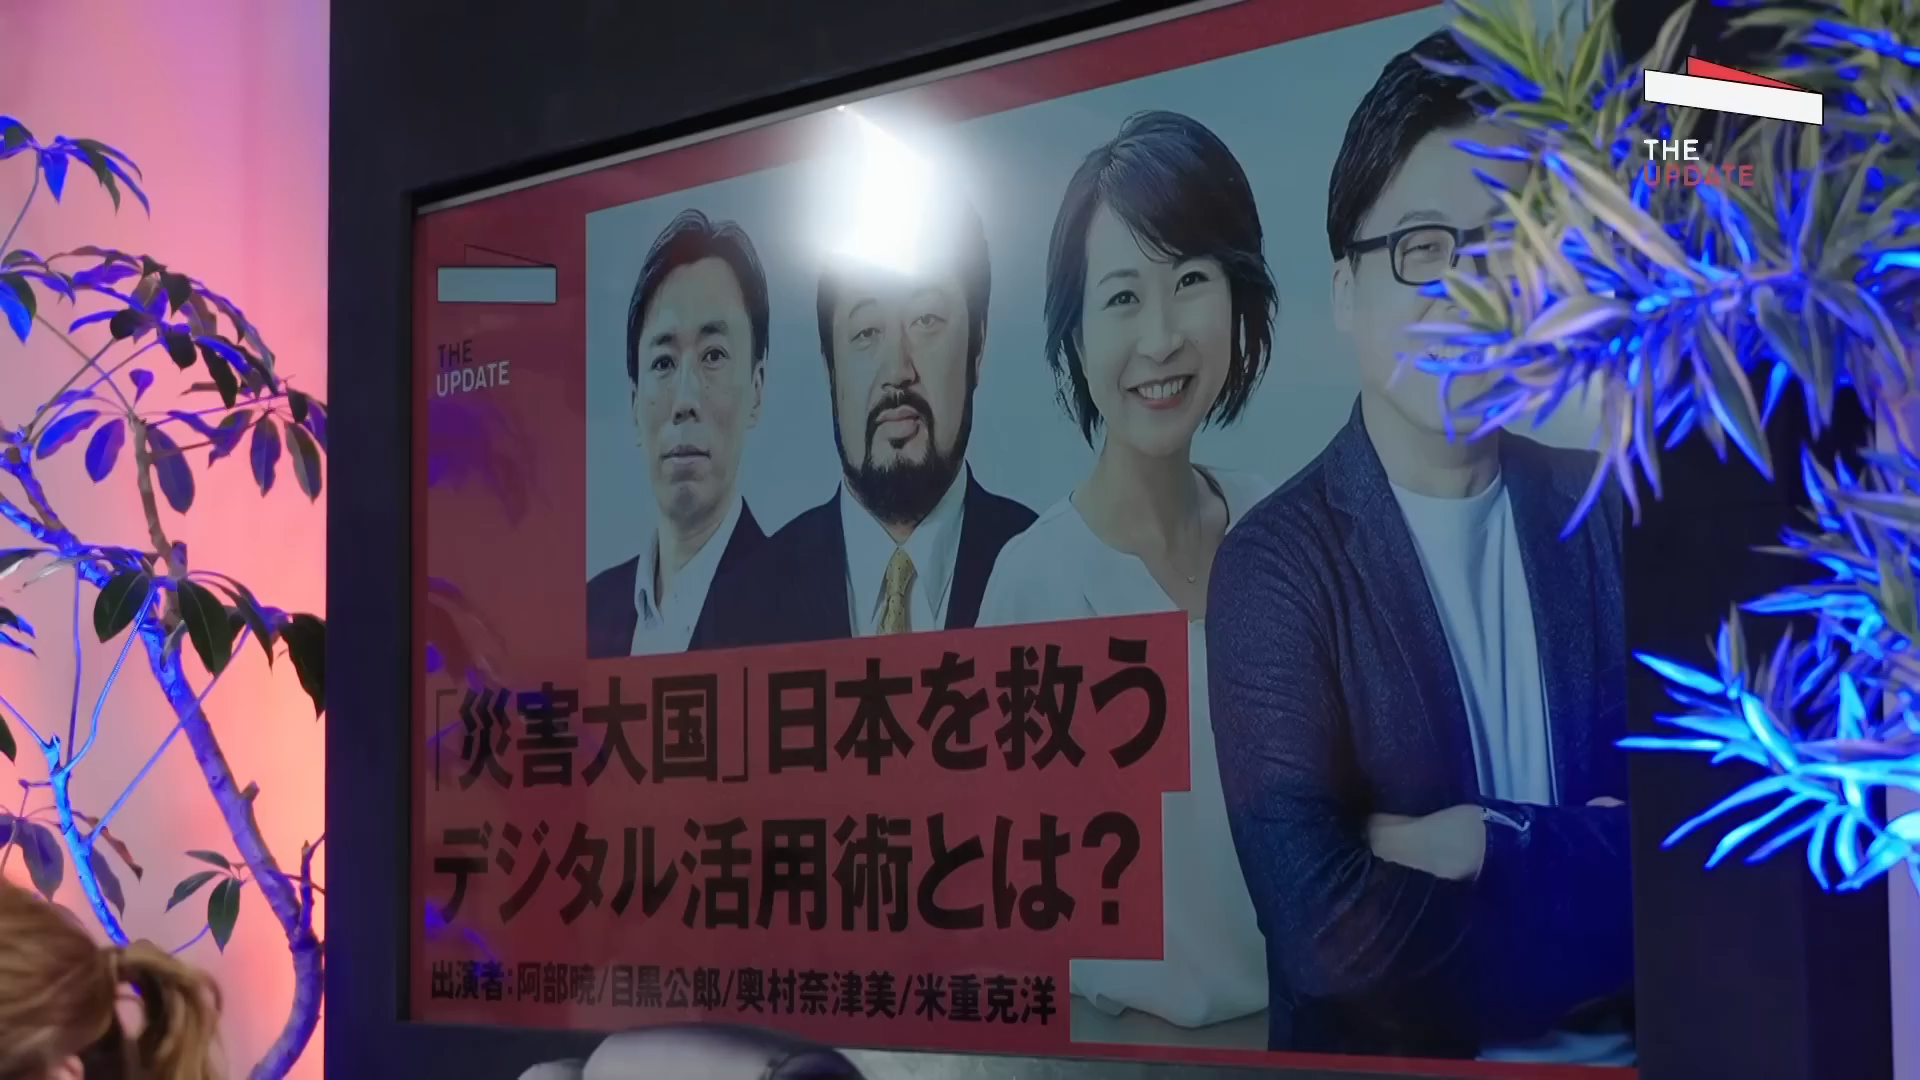 THE
UPDATE
THE
UPDATE
「災害大国」日本を救う
デジタル活用術とは?
出演者:阿部暁/目黒公郎/奥村奈津美/米重克洋